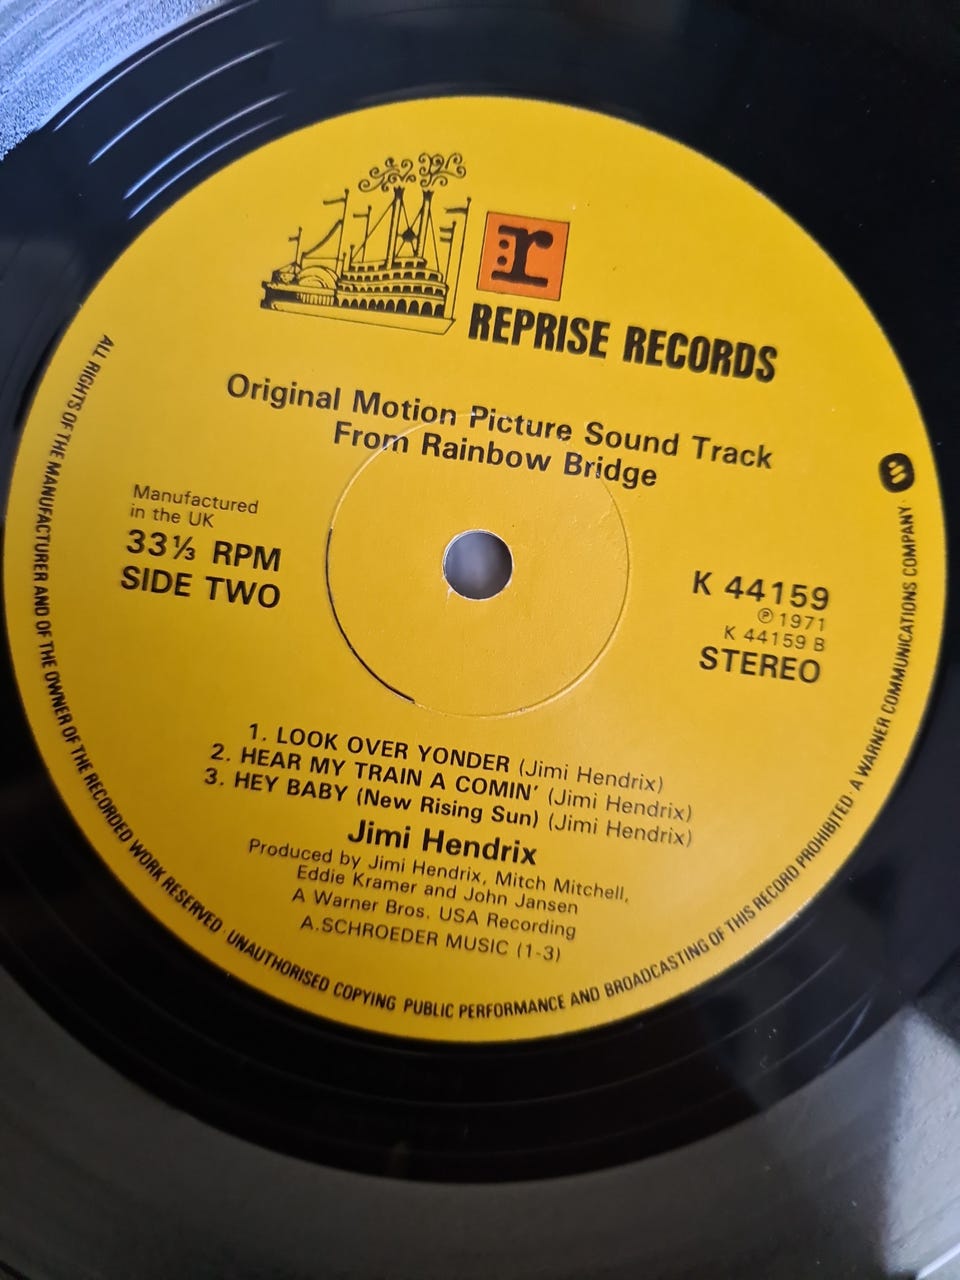 :r
REPRISE RECORDS
Original Motion Picture Sound Track
From Rainbow Bridge
Manufactured
in the UK
33⅓ RPM
SIDE TWO
K 44159
℗ 1971
K 44159 B
STEREO
1. LOOK OVER YONDER (Jimi Hendrix)
2. HEAR MY TRAIN A COMIN' (Jimi Hendrix)
3. HEY BABY (New Rising Sun) (Jimi Hendrix)
Jimi Hendrix
Produced by Jimi Hendrix, Mitch Mitchell,
Eddie Kramer and John Jansen
A Warner Bros. USA Recording
A.SCHROEDER MUSIC (1-3)
ALL RIGHTS OF THE MANUFACTURER AND OF THE OWNER OF THE RECORDED WORK RESERVED · UNAUTHORISED COPYING PUBLIC PERFORMANCE AND BROADCASTING OF THIS RECORD PROHIBITED · A WARNER COMMUNICATIONS COMPANY ·